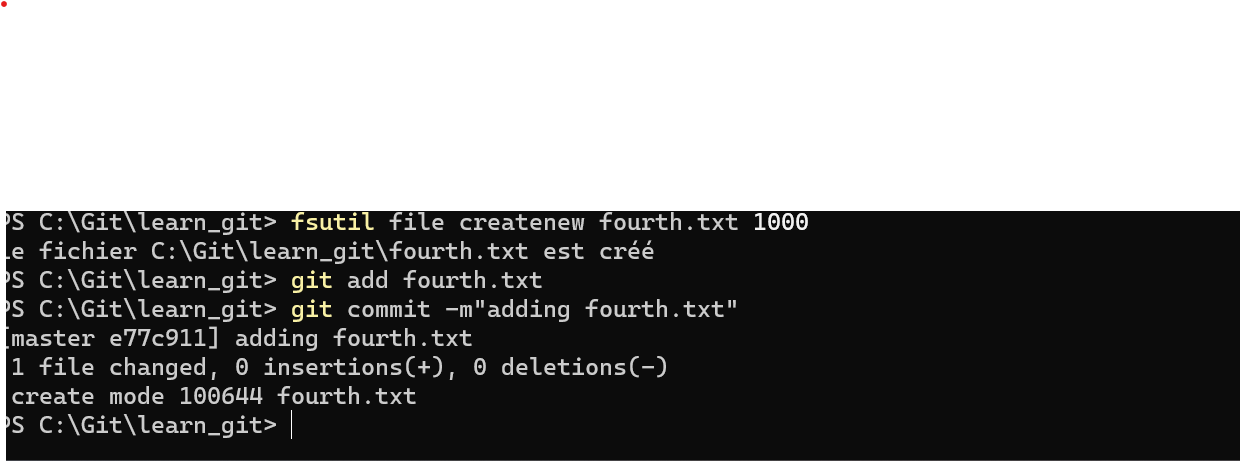 PS C:\Git\learn_git> fsutil file createnew fourth.txt 1000
Le fichier C:\Git\learn_git\fourth.txt est créé
PS C:\Git\learn_git> git add fourth.txt
PS C:\Git\learn_git> git commit -m"adding fourth.txt"
[master e77c911] adding fourth.txt
1 file changed, 0 insertions(+), 0 deletions(-)
create mode 100644 fourth.txt
PS C:\Git\learn_git>